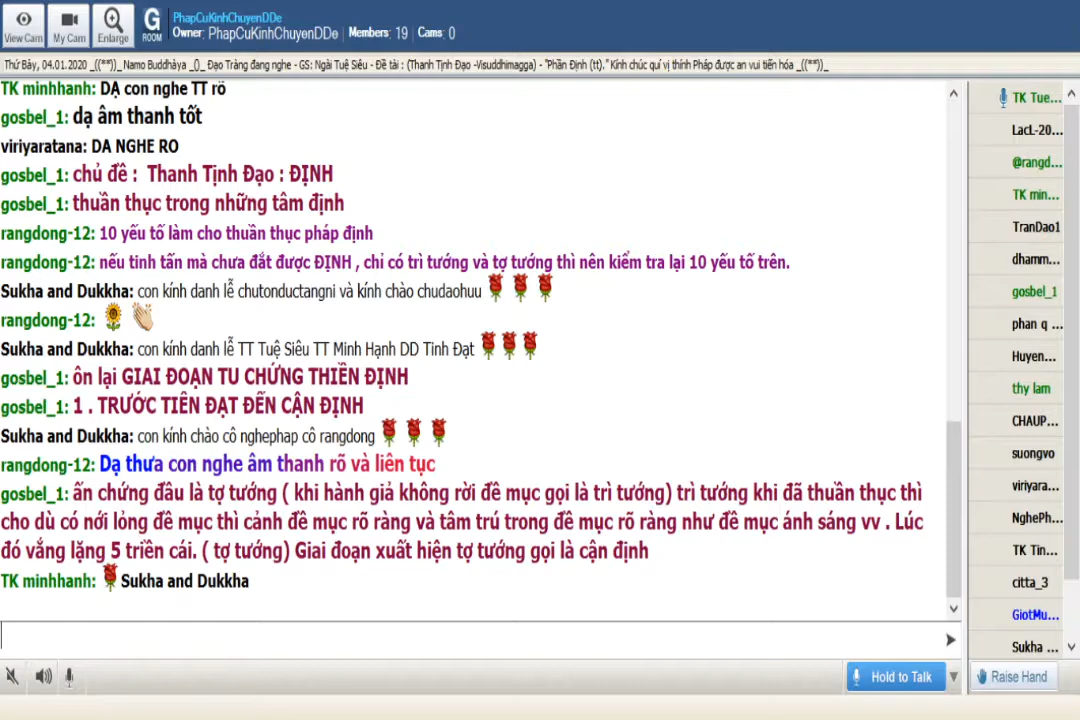 View Cam
My Cam
Enlarge
G
ROOM
PhapCuKinhChuyenDDe
Owner: PhapCuKinhChuyenDDe | Members: 19 | Cams: 0
Thứ Bảy, 04.01.2020 _((**))_ Namo Buddhàya _()_ Đạo Tràng đang nghe - GS: Ngài Tuệ Siêu - Đề tài : (Thanh Tịnh Đạo -Visuddhimagga) - "Phần Định (tt)." Kính chúc quí vị thính Pháp được an vui tiến hóa _((**))_
TK minhhanh: DẠ con nghe TT rõ
gosbel_1: dạ âm thanh tốt
viriyaratana: DA NGHE RO
gosbel_1: chủ đề : Thanh Tịnh Đạo : ĐỊNH
gosbel_1: thuần thục trong những tâm định
rangdong-12: 10 yếu tố làm cho thuần thục pháp định
rangdong-12: nếu tinh tấn mà chưa đắt được ĐỊNH , chỉ có trì tướng và tợ tướng thì nên kiểm tra lại 10 yếu tố trên.
Sukha and Dukkha: con kính danh lễ chutonductangni và kính chào chudaohuu
rangdong-12:
Sukha and Dukkha: con kính danh lễ TT Tuệ Siêu TT Minh Hạnh DD Tinh Đạt
gosbel_1: ôn lại GIAI ĐOẠN TU CHỨNG THIỀN ĐỊNH
gosbel_1: 1 . TRƯỚC TIÊN ĐẠT ĐẾN CẬN ĐỊNH
Sukha and Dukkha: con kính chào cô nghephap cô rangdong
rangdong-12: Dạ thưa con nghe âm thanh rõ và liên tục
gosbel_1: ấn chứng đầu là tợ tướng ( khi hành giả không rời đề mục gọi là trì tướng) trì tướng khi đã thuần thục thì
cho dù có nới lỏng đề mục thì cảnh đề mục rõ ràng và tâm trú trong đề mục rõ ràng như đề mục ánh sáng vv . Lúc
đó vắng lặng 5 triền cái. ( tợ tướng) Giai đoạn xuất hiện tợ tướng gọi là cận định
TK minhhanh: Sukha and Dukkha
TK Tue...
LacL-20...
@rangd...
TK min...
TranDao1
dhamm...
gosbel_1
phan q ...
Huyen...
thy lam
CHAUP...
suongvo
viriyara...
NghePh...
TK Tin...
citta_3
GiotMu...
Sukha ...
Hold to Talk
Raise Hand